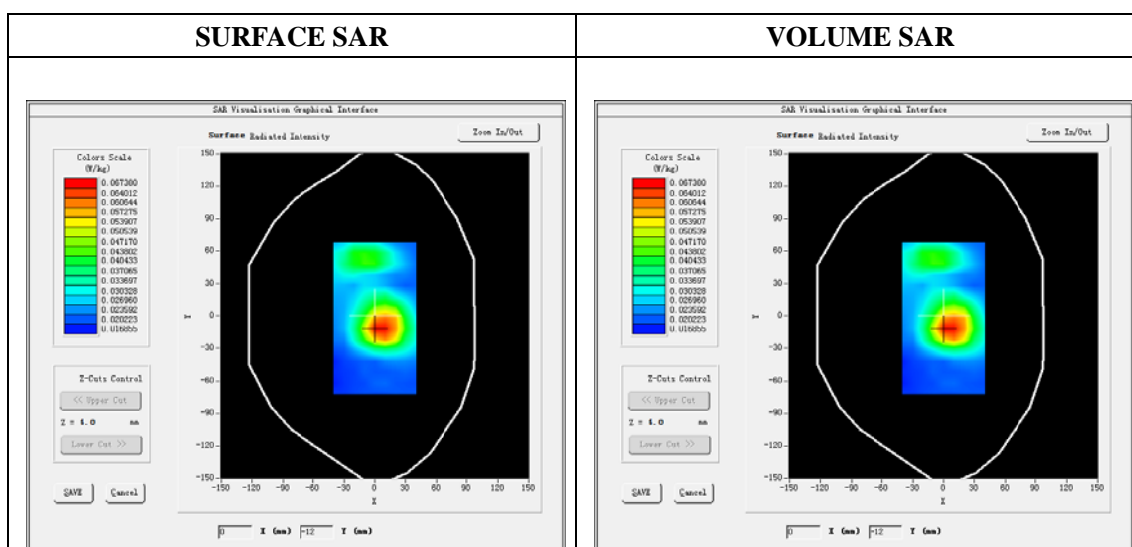 SURFACE SAR
VOLUME SAR
SAR Visualisation Graphical Interface
Surface Radiated Intensity
Zoom In/Out
Colors Scale
(W/kg)
0.067380
0.064012
0.060644
0.057275
0.053907
0.050539
0.047170
0.043802
0.040433
0.037065
0.033697
0.030328
0.026960
0.023592
0.020223
0.016855
150
120
90
60
30
0
-30
-60
-90
-120
-150
Y
-150 -120 -90 -60 -30 0 30 60 90 120 150
X
Z-Cuts Control
<< Upper Cut
Z = 4.0 mm
Lower Cut >>
SAVE Cancel
0 X (mm) -12 Y (mm)
SAR Visualisation Graphical Interface
Surface Radiated Intensity
Zoom In/Out
Colors Scale
(W/kg)
0.067380
0.064012
0.060644
0.057275
0.053907
0.050539
0.047170
0.043802
0.040433
0.037065
0.033697
0.030328
0.026960
0.023592
0.020223
0.016855
150
120
90
60
30
0
-30
-60
-90
-120
-150
Y
-150 -120 -90 -60 -30 0 30 60 90 120 150
X
Z-Cuts Control
<< Upper Cut
Z = 4.0 mm
Lower Cut >>
SAVE Cancel
0 X (mm) -12 Y (mm)